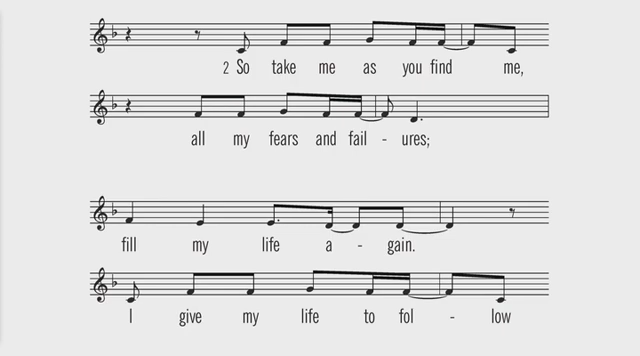 2 So take me as you find me,
all my fears and fail - ures;
fill my life a - gain.
I give my life to fol - low